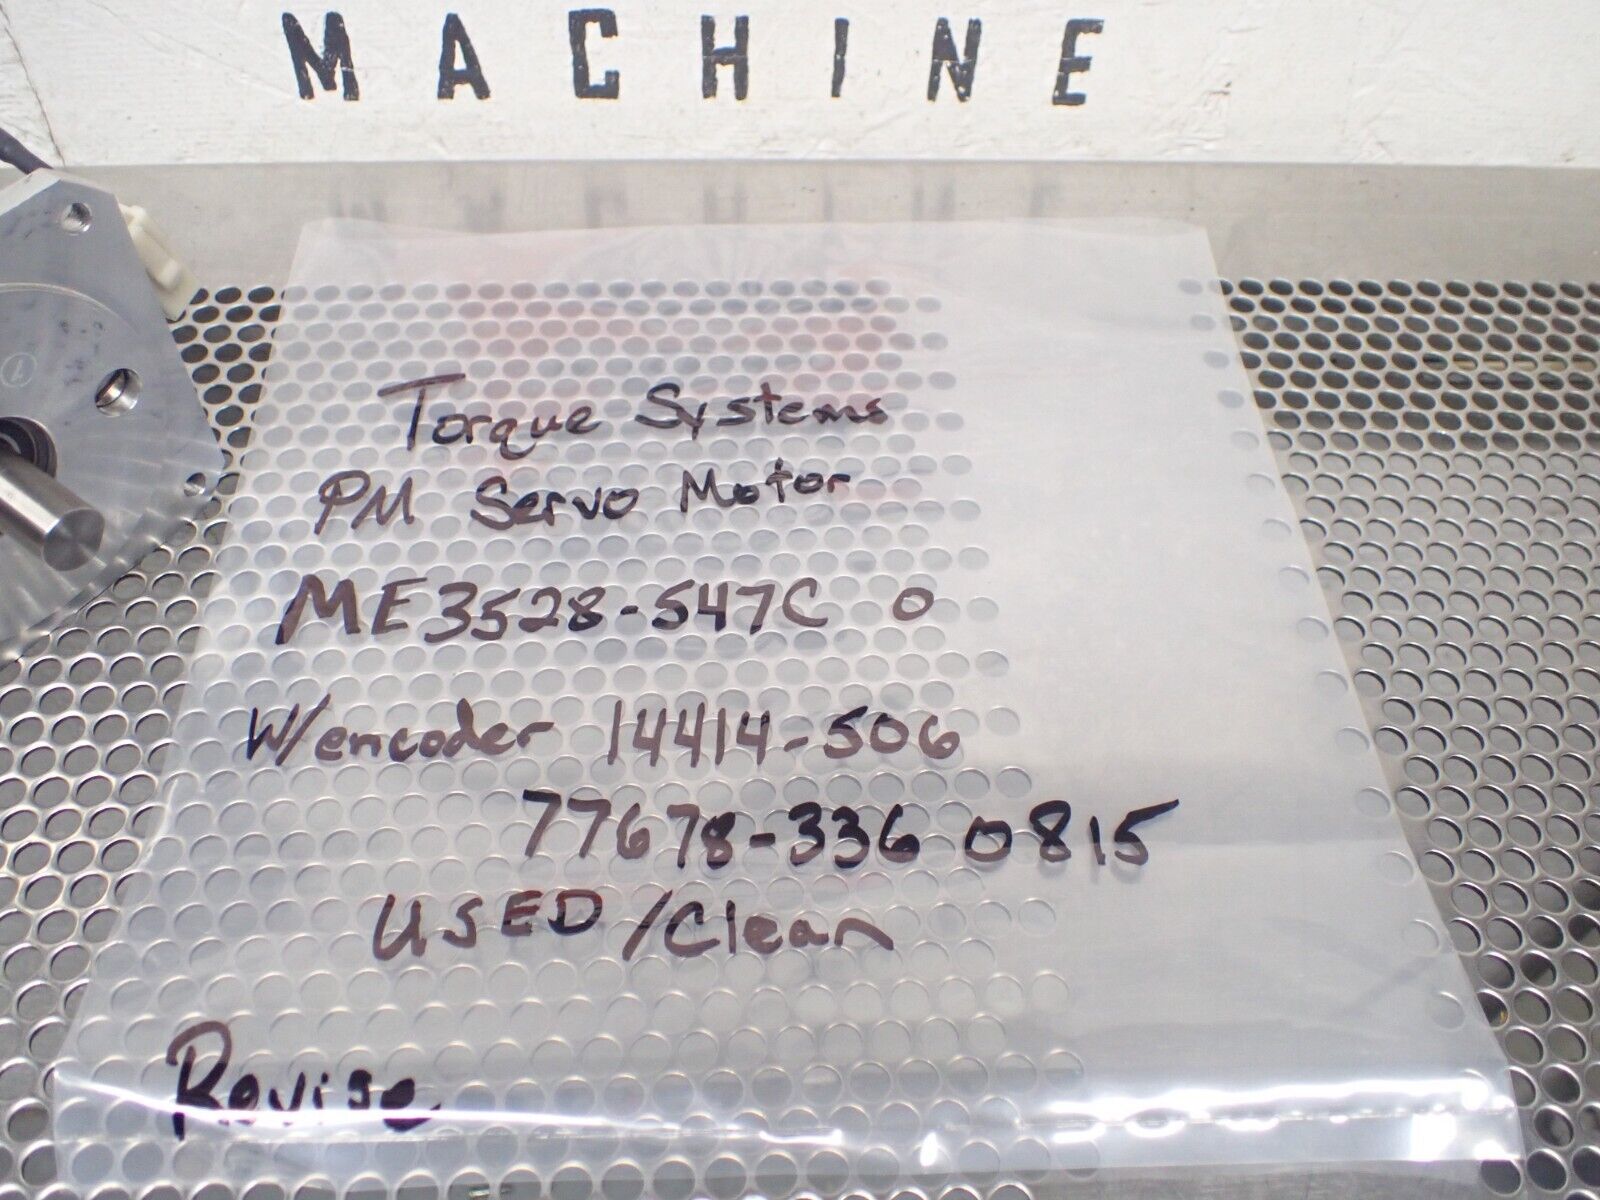 MACHINE
Torque Systems
PM Servo Motor
ME3528-547C 0
W/encoder 14414-506
77678-336 0815
USED/Clean
Revise